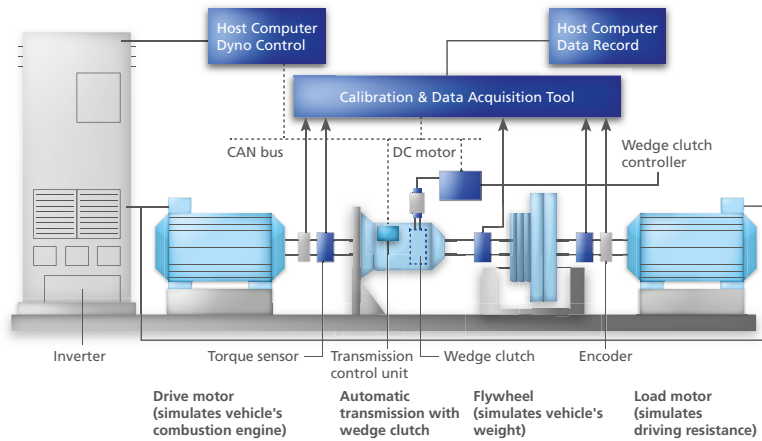 Host Computer
Dyno Control
Host Computer
Data Record
Calibration & Data Acquisition Tool
CAN bus
DC motor
Wedge clutch
controller
Inverter
Torque sensor
Transmission
control unit
Wedge clutch
Encoder
Drive motor
(simulates vehicle's
combustion engine)
Automatic
transmission with
wedge clutch
Flywheel
(simulates vehicle's
weight)
Load motor
(simulates
driving resistance)